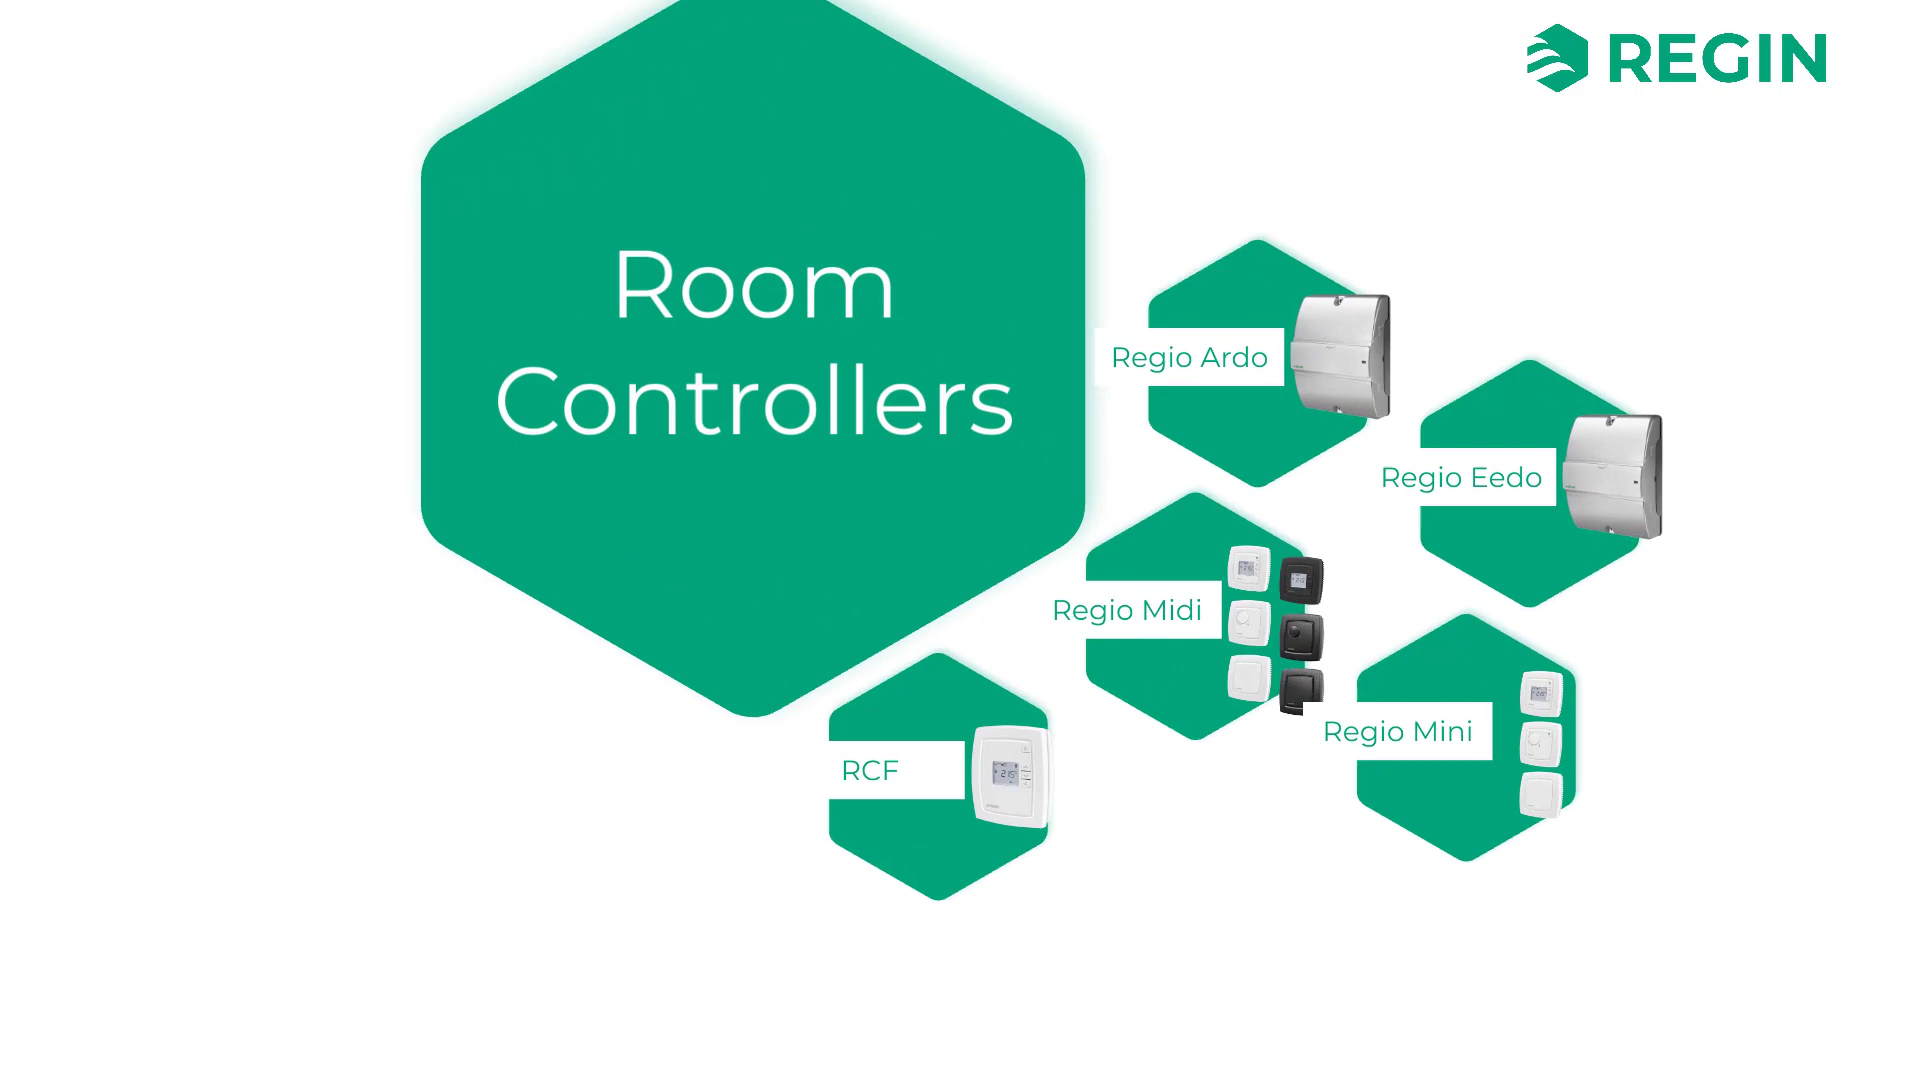 REGIN
Room
Controllers
Regio Ardo
Regio Eedo
Regio Midi
Regio Mini
RCF